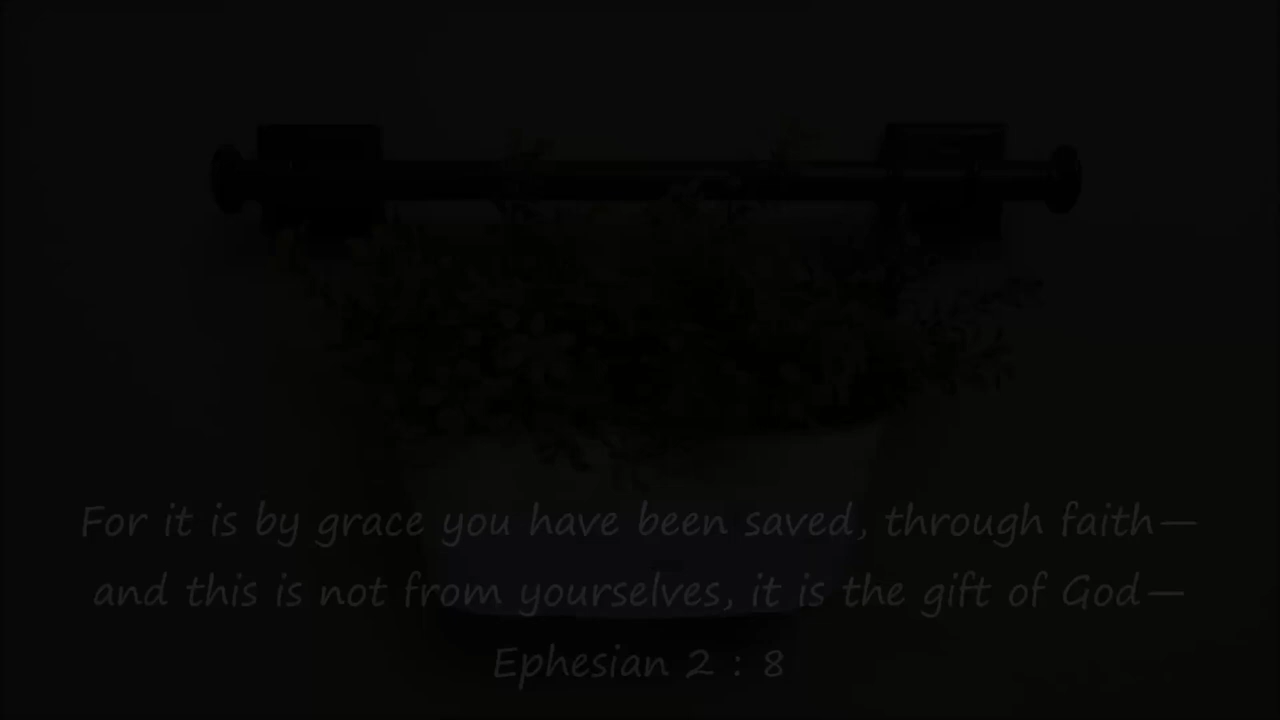 For it is by grace you have been saved, through faith—
and this is not from yourselves, it is the gift of God—
Ephesian 2 : 8